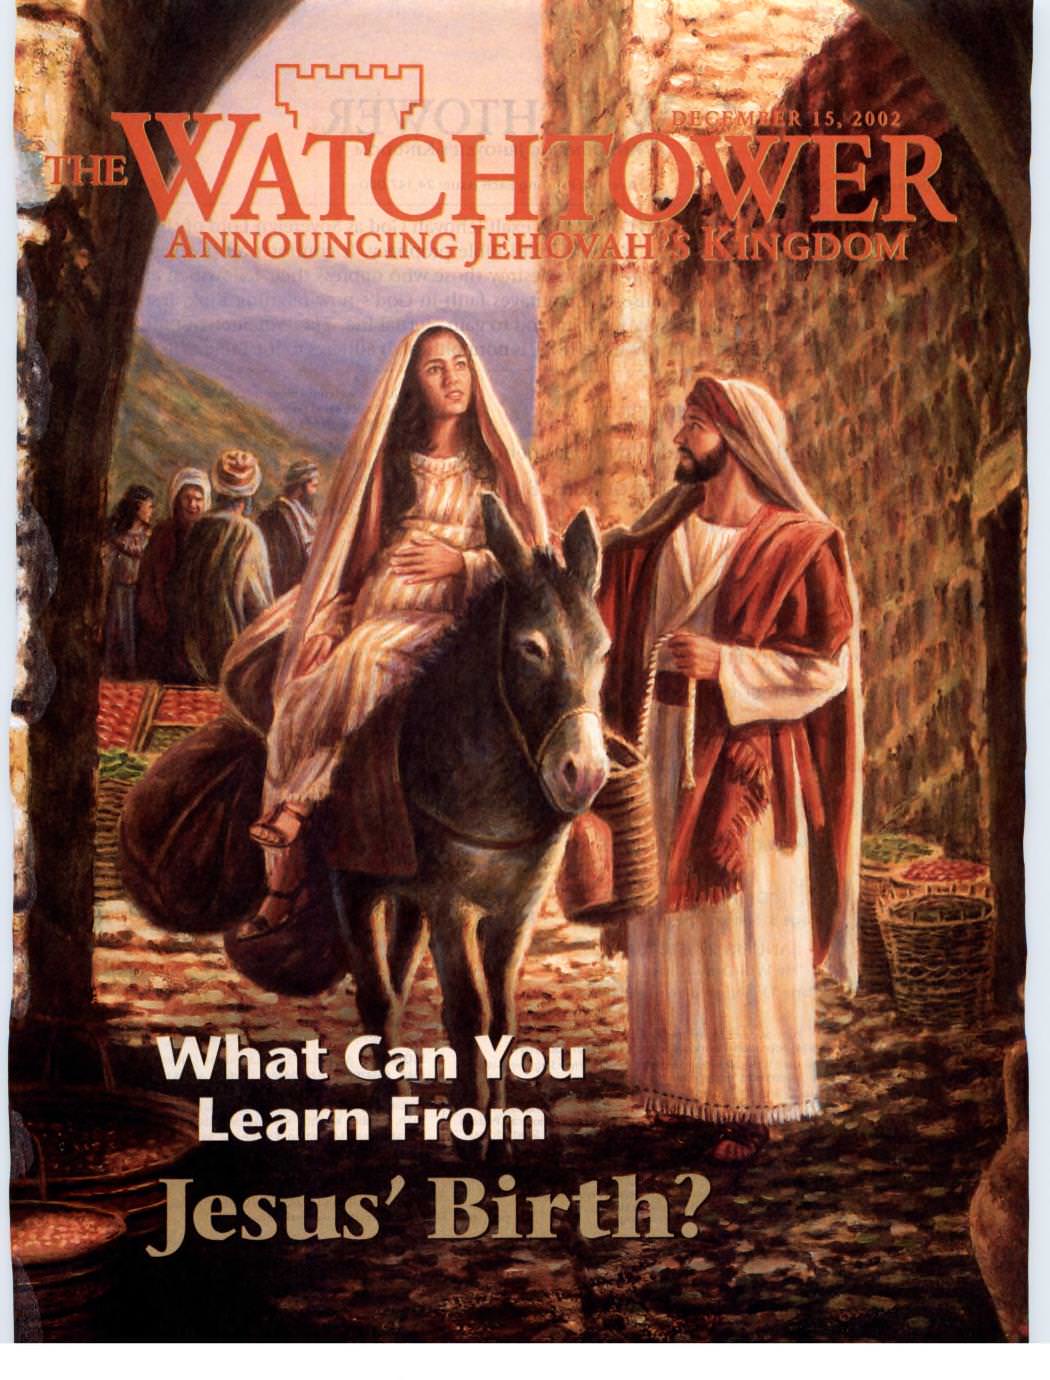 DECEMBER 15, 2002
THE WATCHTOWER
ANNOUNCING JEHOVAH'S KINGDOM
What Can You
Learn From
Jesus' Birth?